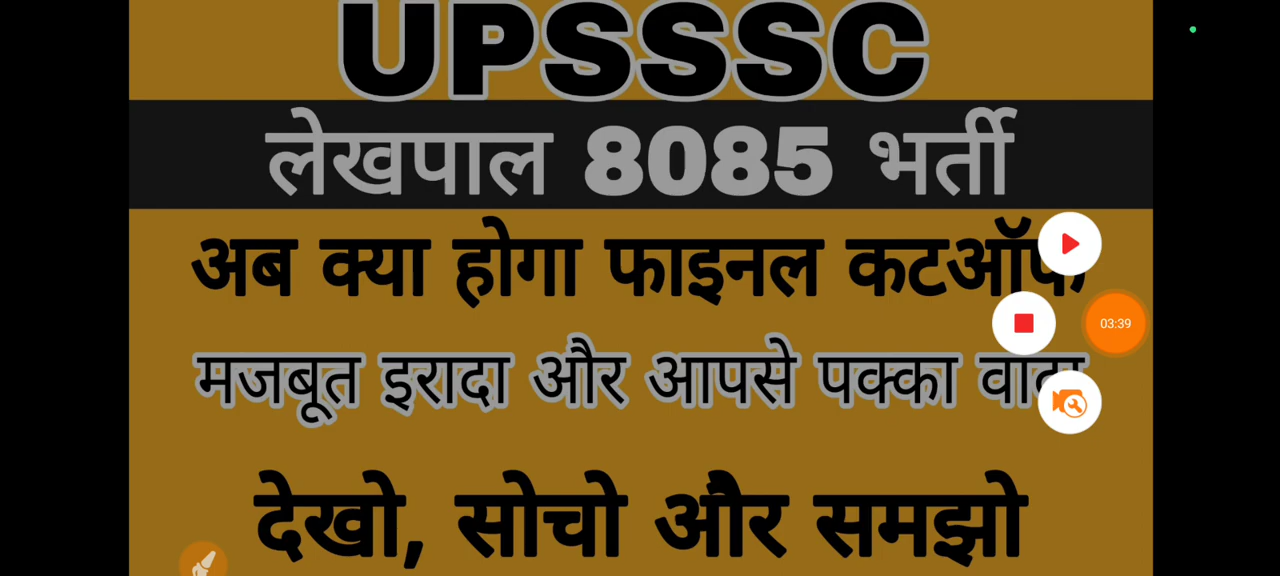 UPSSSC
लेखपाल 8085 भर्ती
अब क्या होगा फाइनल कटऑफ
मजबूत इरादा और आपसे पक्का वादा
03:39
देखो, सोचो और समझो